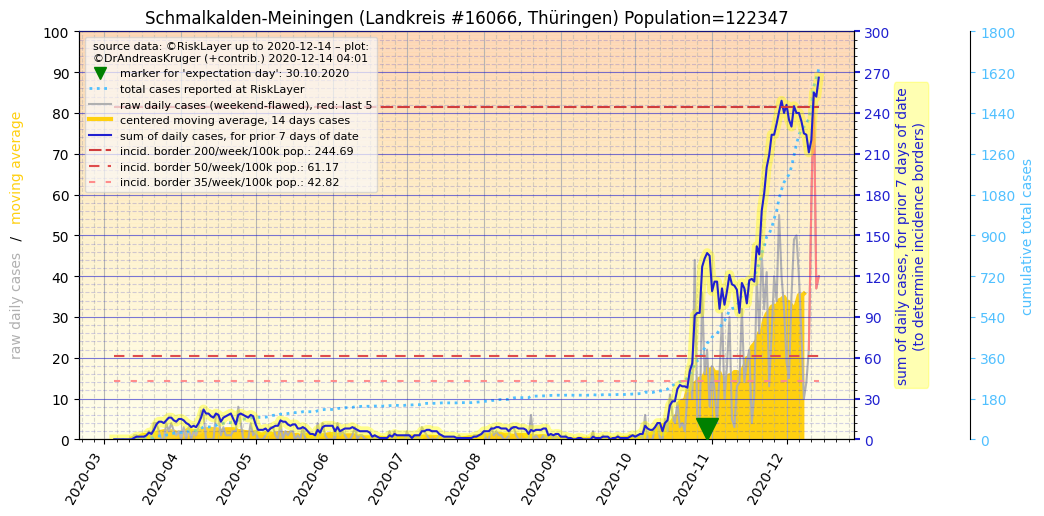 Schmalkalden-Meiningen (Landkreis #16066, Thüringen) Population=122347
source data: ©RiskLayer up to 2020-12-14 – plot:
©DrAndreasKruger (+contrib.) 2020-12-14 04:01
marker for 'expectation day': 30.10.2020
total cases reported at RiskLayer
raw daily cases (weekend-flawed), red: last 5
centered moving average, 14 days cases
sum of daily cases, for prior 7 days of date
incid. border 200/week/100k pop.: 244.69
incid. border 50/week/100k pop.: 61.17
incid. border 35/week/100k pop.: 42.82
raw daily cases / moving average
100
90
80
70
60
50
40
30
20
10
0
300
270
240
210
180
150
120
90
60
30
0
sum of daily cases, for prior 7 days of date
(to determine incidence borders)
1800
1620
1440
1260
1080
900
720
540
360
180
0
cumulative total cases
2020-03
2020-04
2020-05
2020-06
2020-07
2020-08
2020-09
2020-10
2020-11
2020-12